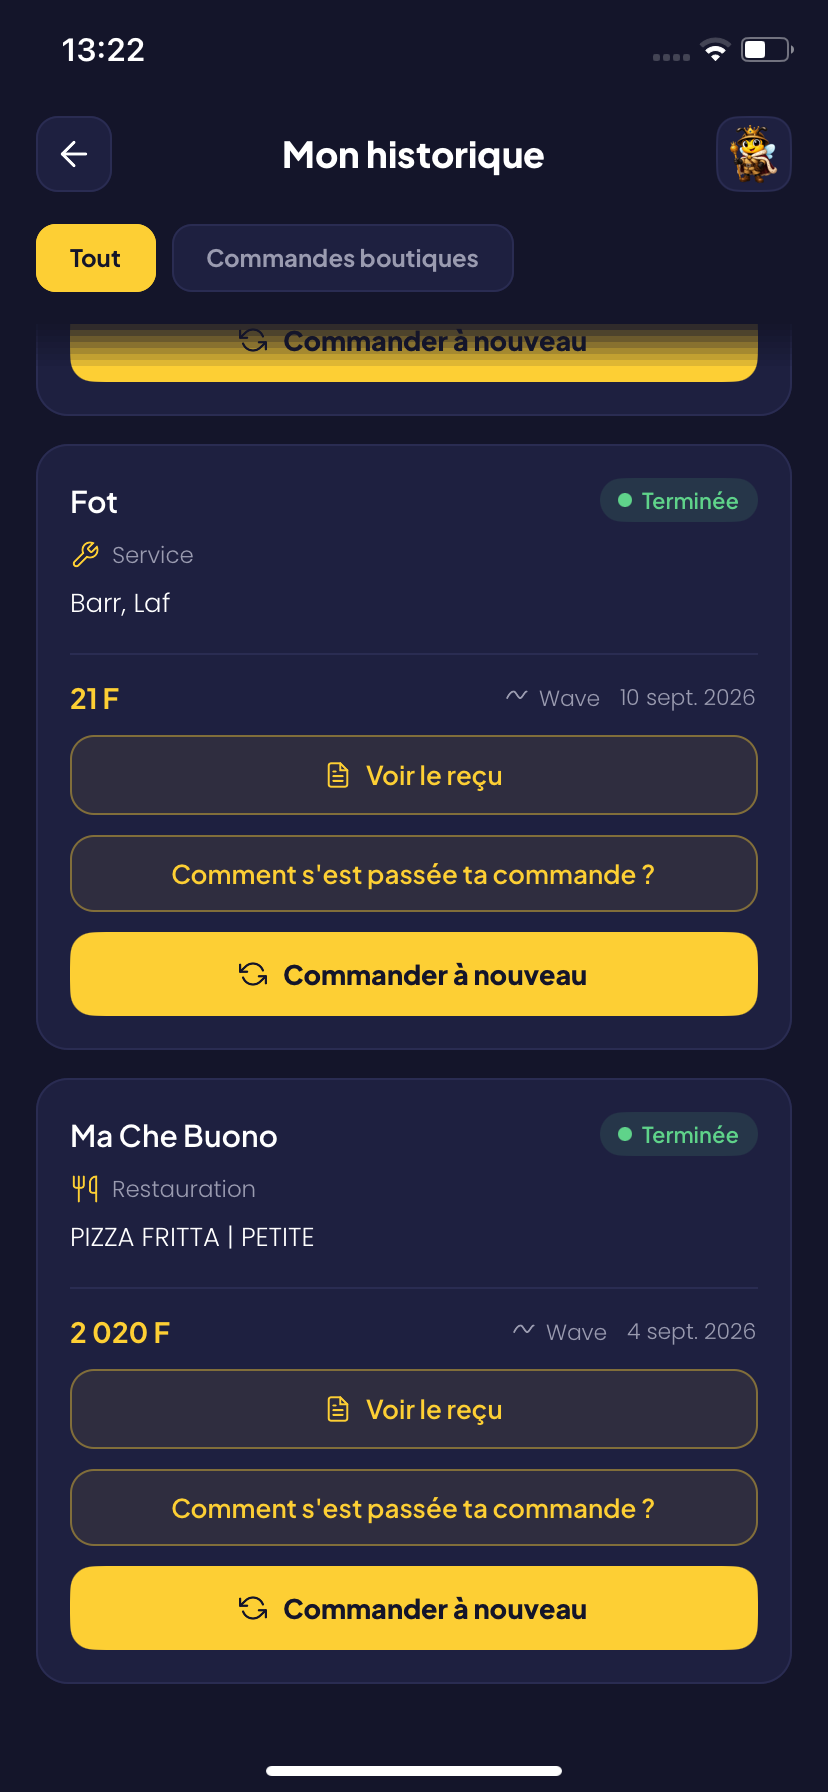 13:22
Mon historique
Tout
Commandes boutiques
Commander à nouveau
Fot
Terminée
Service
Barr, Laf
21 F
Wave 10 sept. 2026
Voir le reçu
Comment s'est passée ta commande ?
Commander à nouveau
Ma Che Buono
Terminée
Restauration
PIZZA FRITTA | PETITE
2 020 F
Wave 4 sept. 2026
Voir le reçu
Comment s'est passée ta commande ?
Commander à nouveau